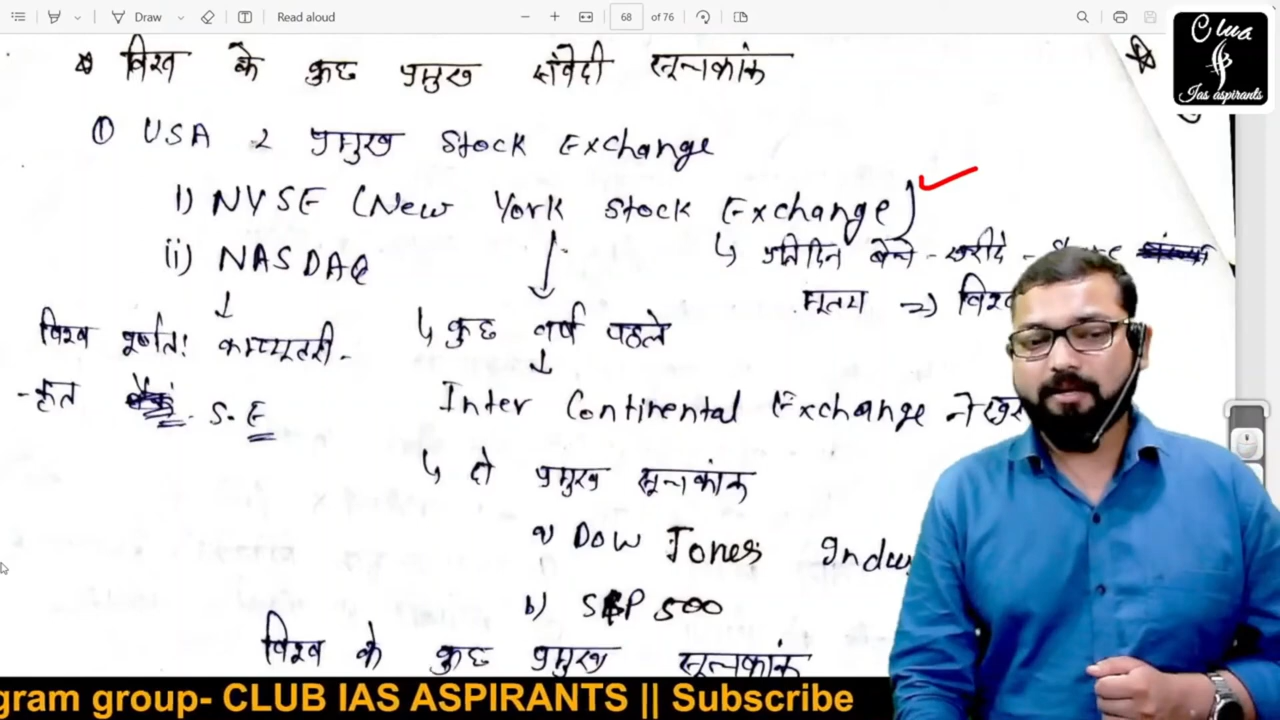 Draw
Read aloud
68 of 76
Clua
Ias aspirants
विश्व के कुछ प्रमुख संवेदी सूचकांक
① USA 2 प्रमुख Stock Exchange
i) NYSE (New York Stock Exchange)
↳ प्रतिदिन बेचे - खरीदे -
मूल्य => विश्व
ii) NASDAQ
↓
विश्व पूर्णतः कम्प्यूटरी -
- कृत S.E
↳ कुछ वर्ष पहले
↓
Inter Continental Exchange ने
↳ दो प्रमुख सूचकांक
a) Dow Jones Indus
b) S&P 500
विश्व के कुछ प्रमुख सूचकांक
gram group- CLUB IAS ASPIRANTS || Subscribe